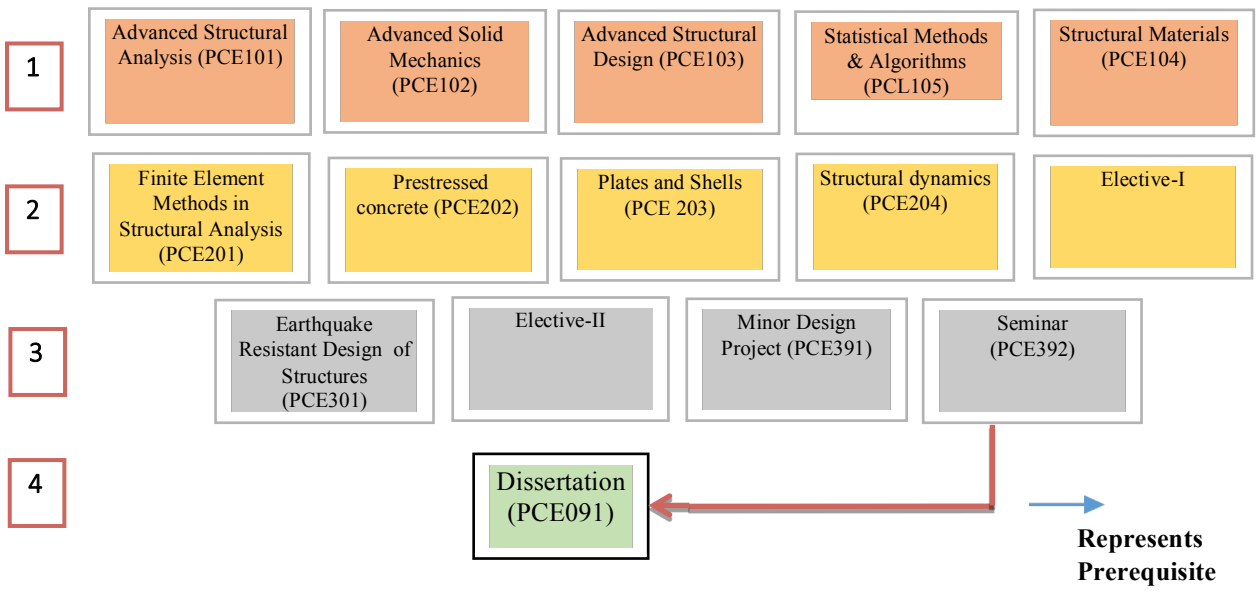 1
Advanced Structural
Analysis (PCE101)
Advanced Solid
Mechanics
(PCE102)
Advanced Structural
Design (PCE103)
Statistical Methods
& Algorithms
(PCL105)
Structural Materials
(PCE104)
2
Finite Element
Methods in
Structural Analysis
(PCE201)
Prestressed
concrete (PCE202)
Plates and Shells
(PCE 203)
Structural dynamics
(PCE204)
Elective-I
3
Earthquake
Resistant Design of
Structures
(PCE301)
Elective-II
Minor Design
Project (PCE391)
Seminar
(PCE392)
4
Dissertation
(PCE091)
Represents
Prerequisite